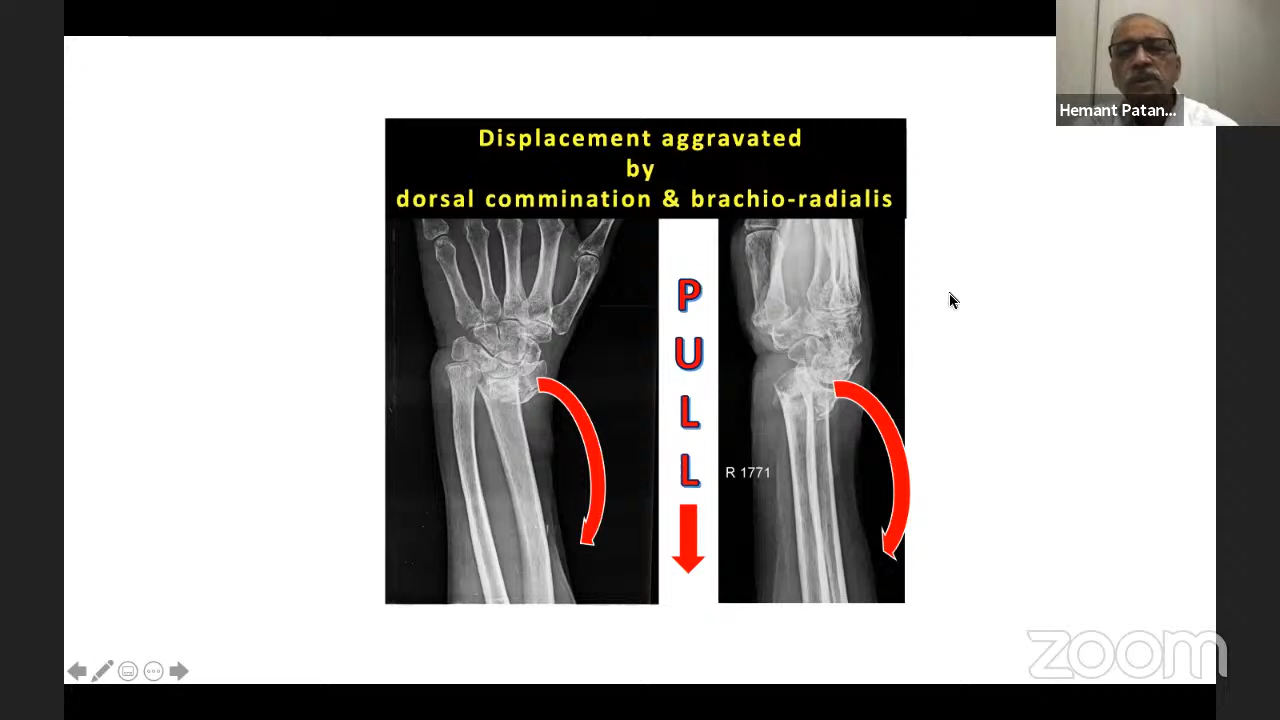 Hemant Patan...
Displacement aggravated
by
dorsal commination & brachio-radialis
P
U
L
L
R 1771
zoom